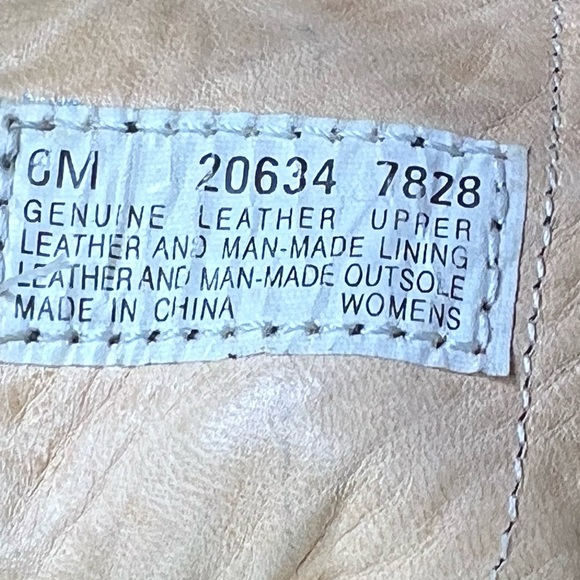 6M 20634 7828
GENUINE LEATHER UPPER
LEATHER AND MAN-MADE LINING
LEATHER AND MAN-MADE OUTSOLE
MADE IN CHINA WOMENS